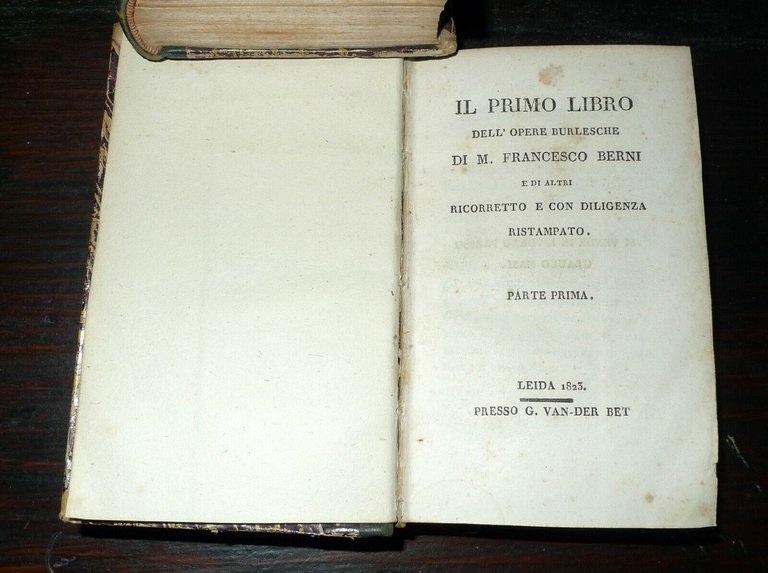 IL PRIMO LIBRO
DELL' OPERE BURLESCHE
DI M. FRANCESCO BERNI
E DI ALTRI
RICORRETTO E CON DILIGENZA
RISTAMPATO.
PARTE PRIMA.
LEIDA 1823.
PRESSO G. VAN-DER BET